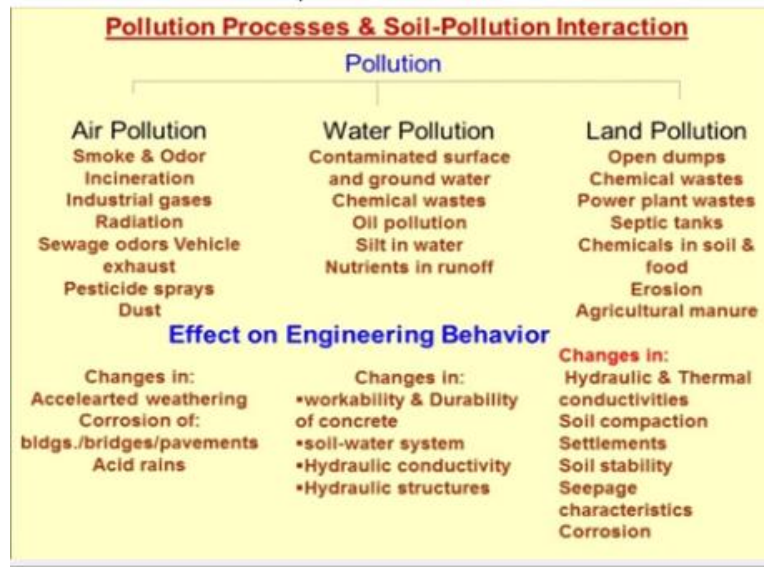 Pollution Processes & Soil-Pollution Interaction
Pollution
Air Pollution
Smoke & Odor
Incineration
Industrial gases
Radiation
Sewage odors Vehicle
exhaust
Pesticide sprays
Dust
Water Pollution
Contaminated surface
and ground water
Chemical wastes
Oil pollution
Silt in water
Nutrients in runoff
Land Pollution
Open dumps
Chemical wastes
Power plant wastes
Septic tanks
Chemicals in soil &
food
Erosion
Agricultural manure
Effect on Engineering Behavior
Changes in:
Accelearted weathering
Corrosion of:
bldgs./bridges/pavements
Acid rains
Changes in:
▪workability & Durability
of concrete
▪soil-water system
▪Hydraulic conductivity
▪Hydraulic structures
Changes in:
Hydraulic & Thermal
conductivities
Soil compaction
Settlements
Soil stability
Seepage
characteristics
Corrosion